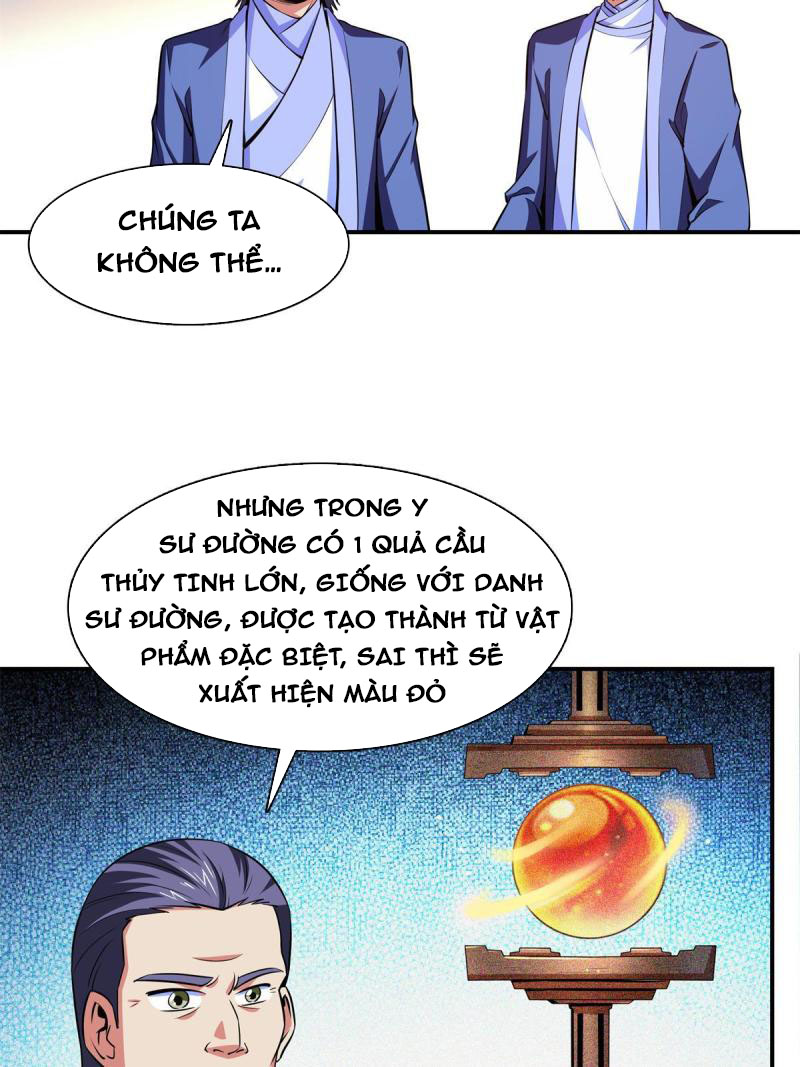 CHÚNG TA
KHÔNG THỂ...
NHƯNG TRONG Y
SƯ ĐƯỜNG CÓ 1 QUẢ CẦU
THỦY TINH LỚN, GIỐNG VỚI DANH
SƯ ĐƯỜNG, ĐƯỢC TẠO THÀNH TỪ VẬT
PHẨM ĐẶC BIỆT, SAI THÌ SẼ
XUẤT HIỆN MÀU ĐỎ